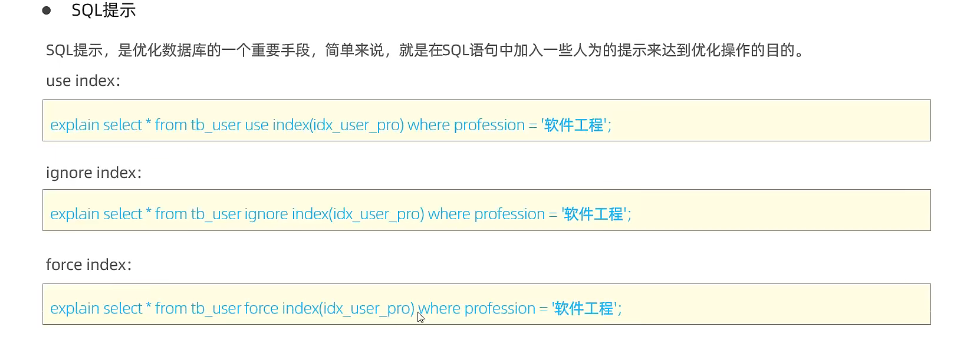 ● SQL提示
SQL提示，是优化数据库的一个重要手段，简单来说，就是在SQL语句中加入一些人为的提示来达到优化操作的目的。
use index：
explain select * from tb_user use index(idx_user_pro) where profession = '软件工程';
ignore index：
explain select * from tb_user ignore index(idx_user_pro) where profession = '软件工程';
force index：
explain select * from tb_user force index(idx_user_pro) where profession = '软件工程';